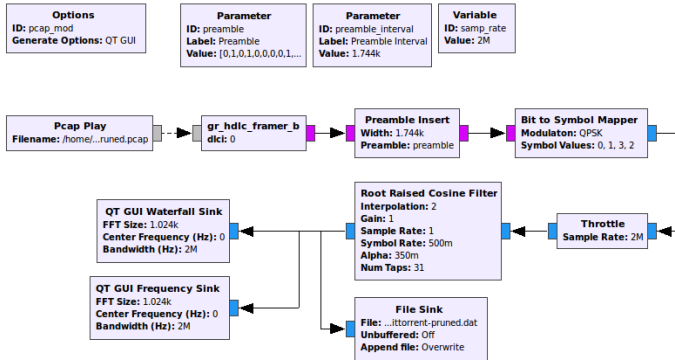 Options
ID: pcap_mod
Generate Options: QT GUI
Parameter
ID: preamble
Label: Preamble
Value: [0,1,0,1,0,0,0,0,1,...
Parameter
ID: preamble_interval
Label: Preamble Interval
Value: 1.744k
Variable
ID: samp_rate
Value: 2M
Pcap Play
Filename: /home/...runed.pcap
gr_hdlc_framer_b
dlci: 0
Preamble Insert
Width: 1.744k
Preamble: preamble
Bit to Symbol Mapper
Modulaton: QPSK
Symbol Values: 0, 1, 3, 2
QT GUI Waterfall Sink
FFT Size: 1.024k
Center Frequency (Hz): 0
Bandwidth (Hz): 2M
Root Raised Cosine Filter
Interpolation: 2
Gain: 1
Sample Rate: 1
Symbol Rate: 500m
Alpha: 350m
Num Taps: 31
Throttle
Sample Rate: 2M
QT GUI Frequency Sink
FFT Size: 1.024k
Center Frequency (Hz): 0
Bandwidth (Hz): 2M
File Sink
File: ...ittorrent-pruned.dat
Unbuffered: Off
Append file: Overwrite